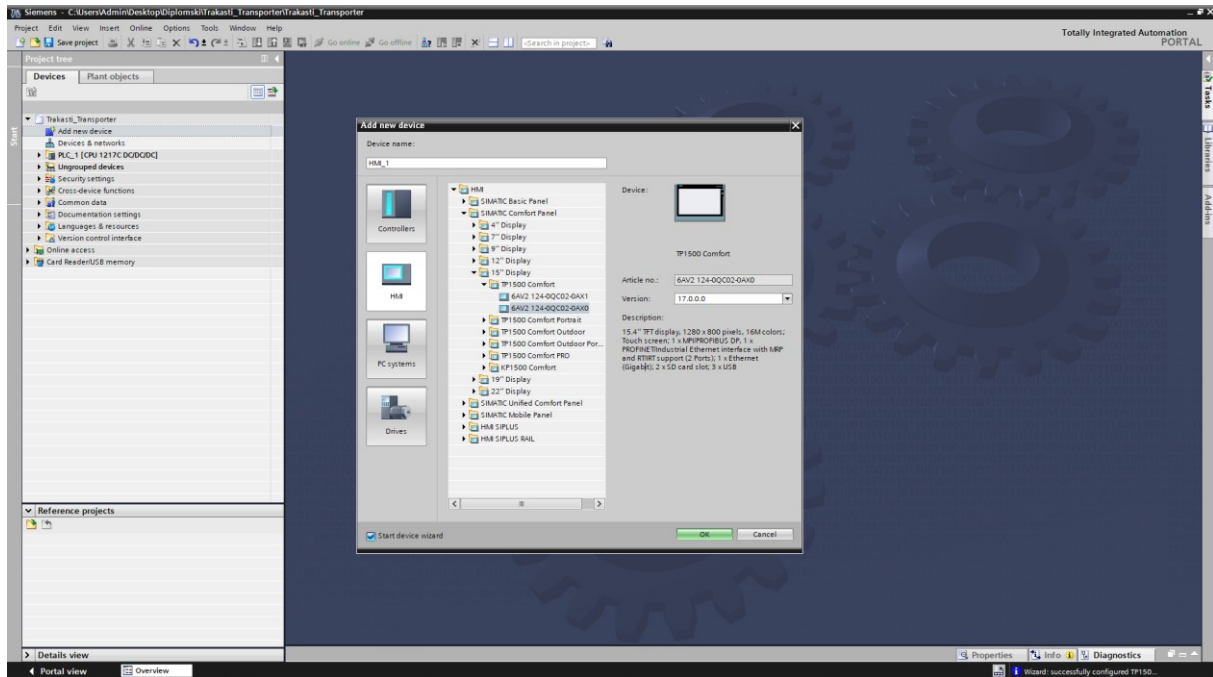 Siemens - C:\Users\Admin\Desktop\Diplomski\Trakasti_Transporter\Trakasti_Transporter
Project Edit View Insert Online Options Tools Window Help
Totally Integrated Automation
PORTAL
Save project Go online Go offline <Search in project>
Project tree
Devices Plant objects
Trakasti_Transporter
Add new device
Devices & networks
PLC_1 [CPU 1217C DC/DC/DC]
Ungrouped devices
Security settings
Cross-device functions
Common data
Documentation settings
Languages & resources
Version control interface
Online access
Card Reader/USB memory
Start
Reference projects
Details view
Add new device
Device name:
HMI_1
Controllers
HMI
PC systems
Drives
HMI
SIMATIC Basic Panel
SIMATIC Comfort Panel
4" Display
7" Display
9" Display
12" Display
15" Display
TP1500 Comfort
6AV2 124-0QC02-0AX1
6AV2 124-0QC02-0AX0
TP1500 Comfort Portrait
TP1500 Comfort Outdoor
TP1500 Comfort Outdoor Por...
TP1500 Comfort PRO
KP1500 Comfort
19" Display
22" Display
SIMATIC Unified Comfort Panel
SIMATIC Mobile Panel
HMI SIPLUS
HMI SIPLUS RAIL
Device:
TP1500 Comfort
Article no.: 6AV2 124-0QC02-0AX0
Version: 17.0.0.0
Description:
15.4" TFT display, 1280 x 800 pixels, 16M colors;
Touch screen; 1 x MPI/PROFIBUS DP, 1 x
PROFINET/Industrial Ethernet interface with MRP
and RT/IRT support (2 Ports); 1 x Ethernet
(Gigabit); 2 x SD card slot; 3 x USB
Start device wizard
OK Cancel
Tasks
Libraries
Add-ins
Properties Info Diagnostics
Portal view Overview
Wizard: successfully configured TP150...